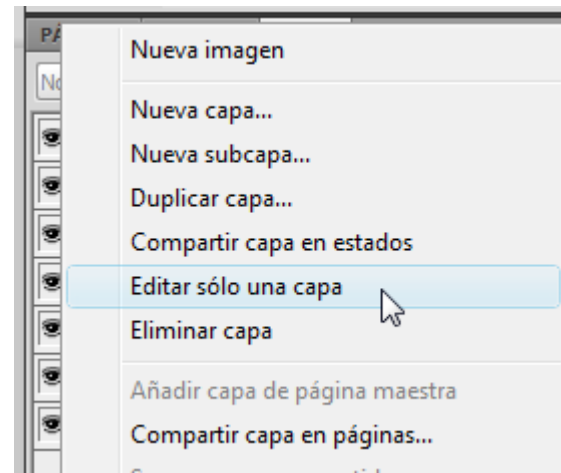 Nueva imagen
Nueva capa...
Nueva subcapa...
Duplicar capa...
Compartir capa en estados
Editar sólo una capa
Eliminar capa
Añadir capa de página maestra
Compartir capa en páginas...